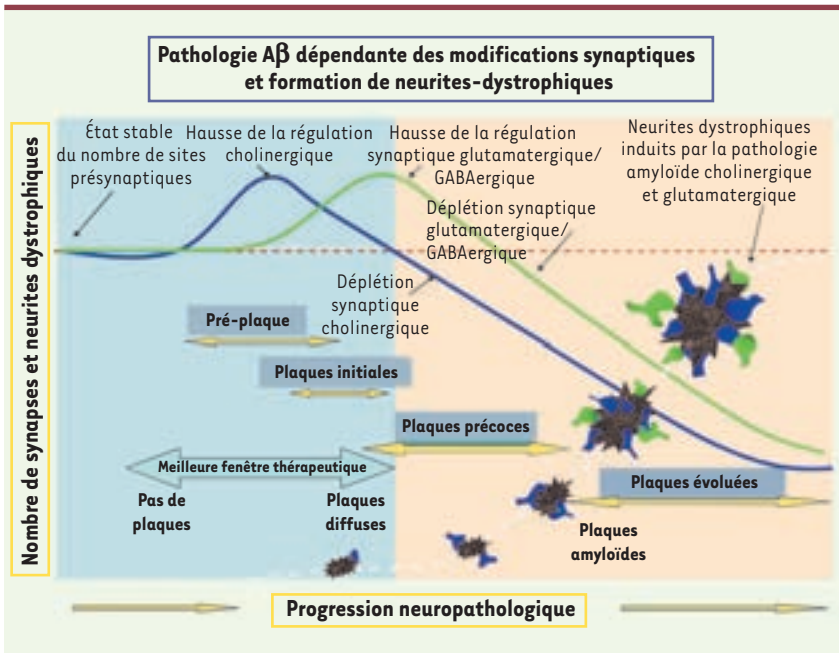 Pathologie Aβ dépendante des modifications synaptiques
et formation de neurites-dystrophiques
Nombre de synapses et neurites dystrophiques
État stable
du nombre de sites
présynaptiques
Hausse de la régulation
cholinergique
Hausse de la régulation
synaptique glutamatergique/
GABAergique
Neurites dystrophiques
induits par la pathologie
amyloïde cholinergique
et glutamatergique
Déplétion synaptique
glutamatergique/
GABAergique
Déplétion
synaptique
cholinergique
Pré-plaque
Plaques initiales
Plaques précoces
Meilleure fenêtre thérapeutique
Plaques évoluées
Pas de
plaques
Plaques
diffuses
Plaques
amyloïdes
Progression neuropathologique